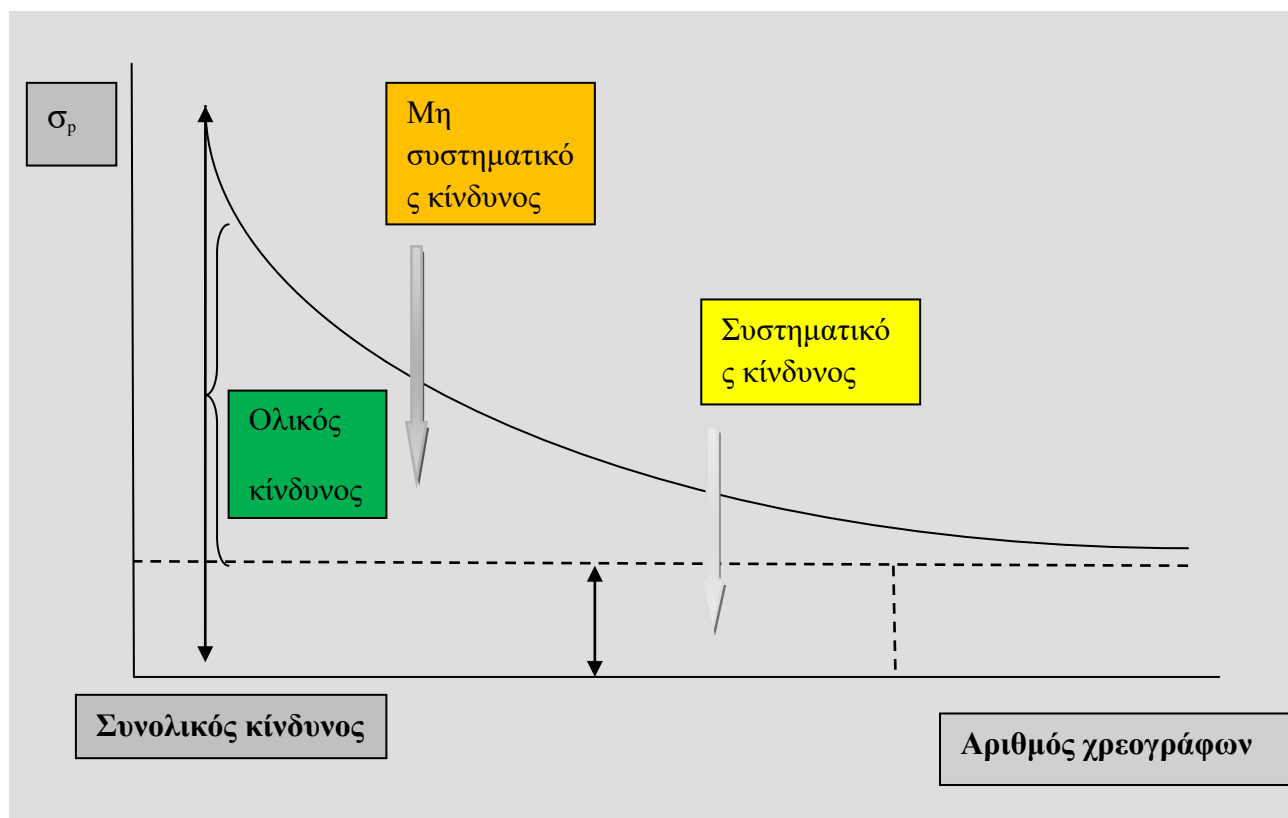 σp
Μη
συστηματικό
ς κίνδυνος
Συστηματικό
ς κίνδυνος
Ολικός
κίνδυνος
Συνολικός κίνδυνος
Αριθμός χρεογράφων